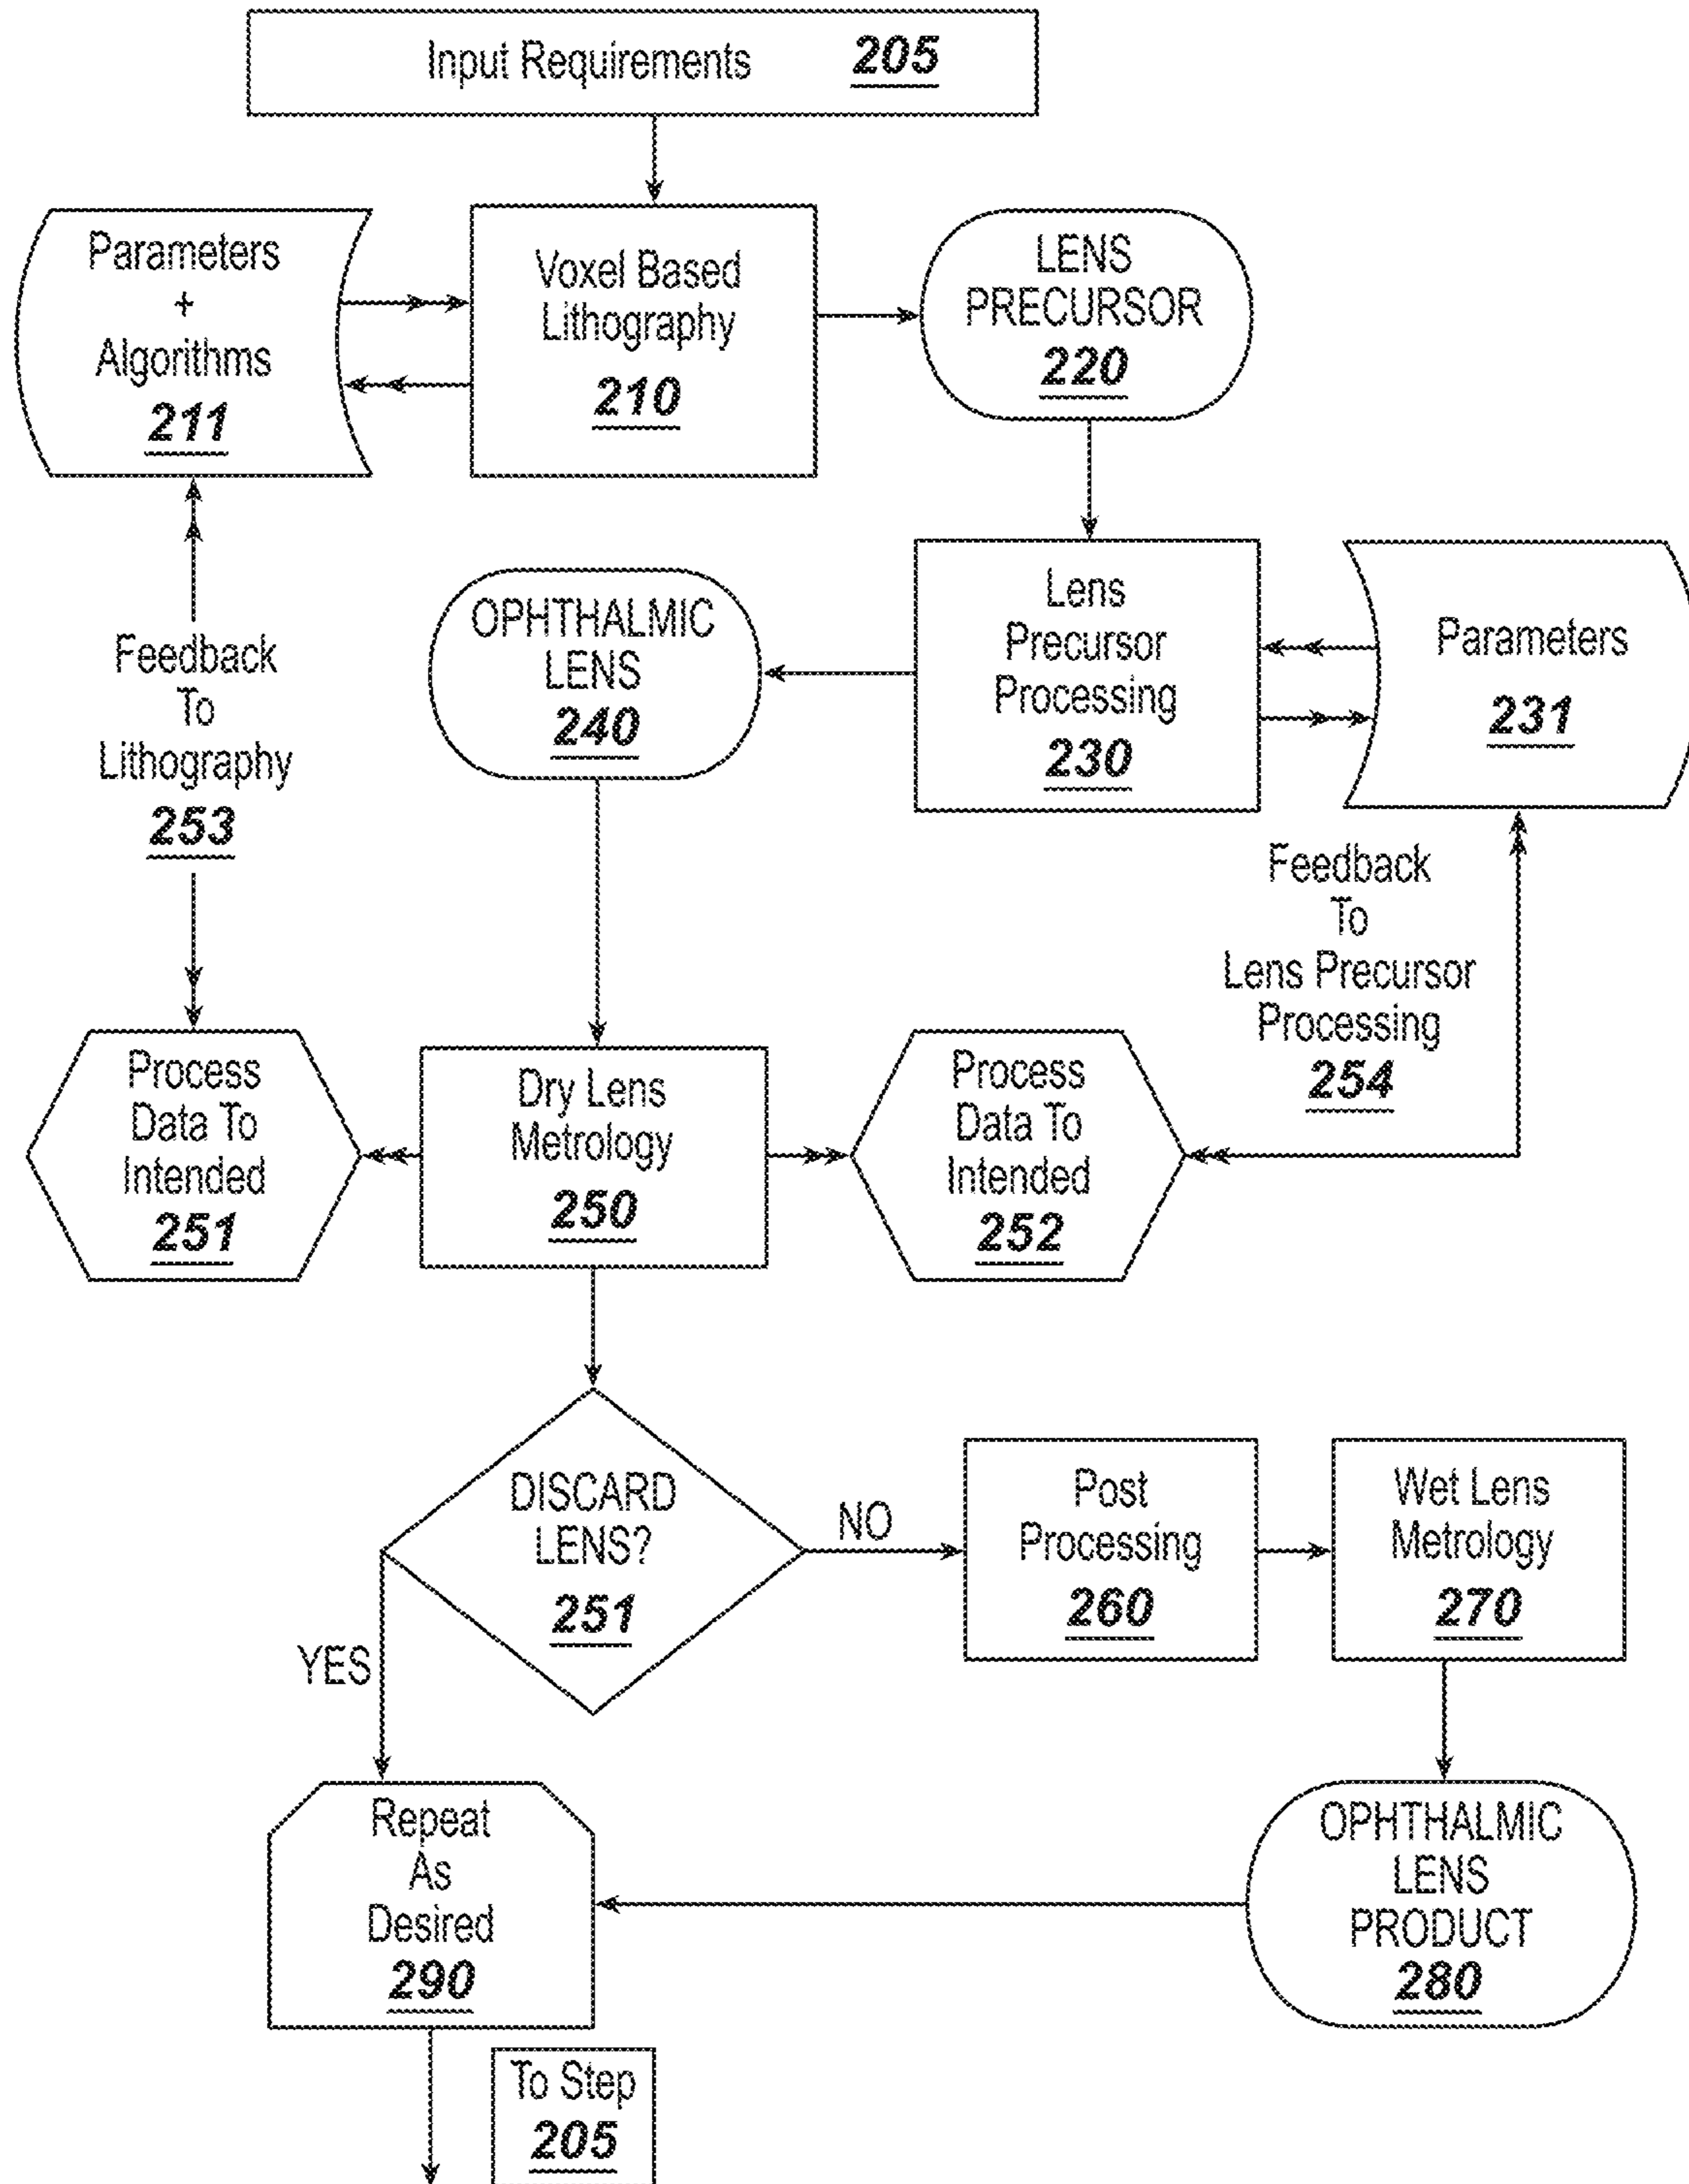 Input Requirements 205
Parameters
+
Algorithms
211
Voxel Based
Lithography
210
LENS
PRECURSOR
220
Feedback
To
Lithography
253
OPHTHALMIC
LENS
240
Lens
Precursor
Processing
230
Parameters
231
Feedback
To
Lens Precursor
Processing
254
Process
Data To
Intended
251
Dry Lens
Metrology
250
Process
Data To
Intended
252
DISCARD
LENS?
251
NO
YES
Post
Processing
260
Wet Lens
Metrology
270
Repeat
As
Desired
290
OPHTHALMIC
LENS
PRODUCT
280
To Step
205